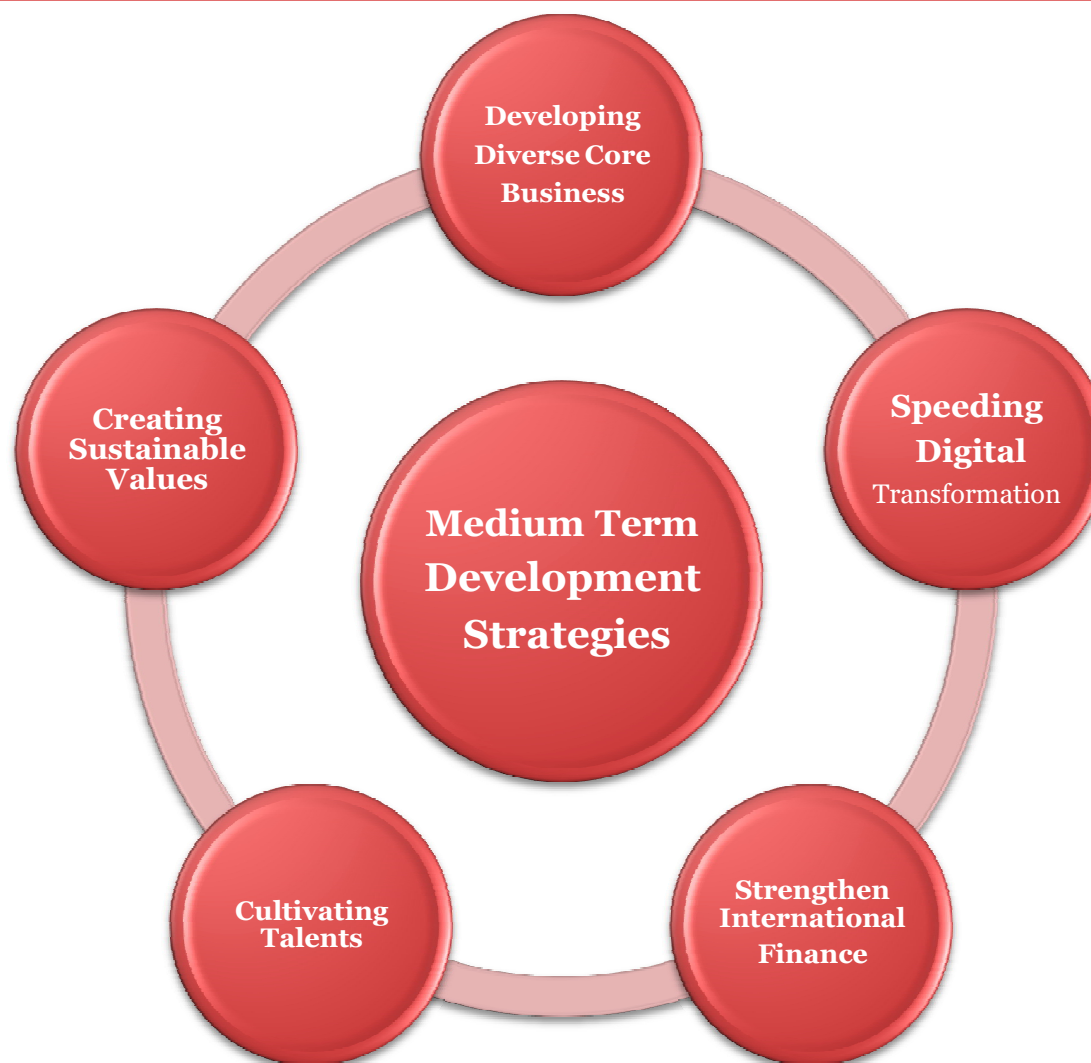 Developing
Diverse Core
Business
Speeding
Digital
Transformation
Creating
Sustainable
Values
Medium Term
Development
Strategies
Strengthen
International
Finance
Cultivating
Talents